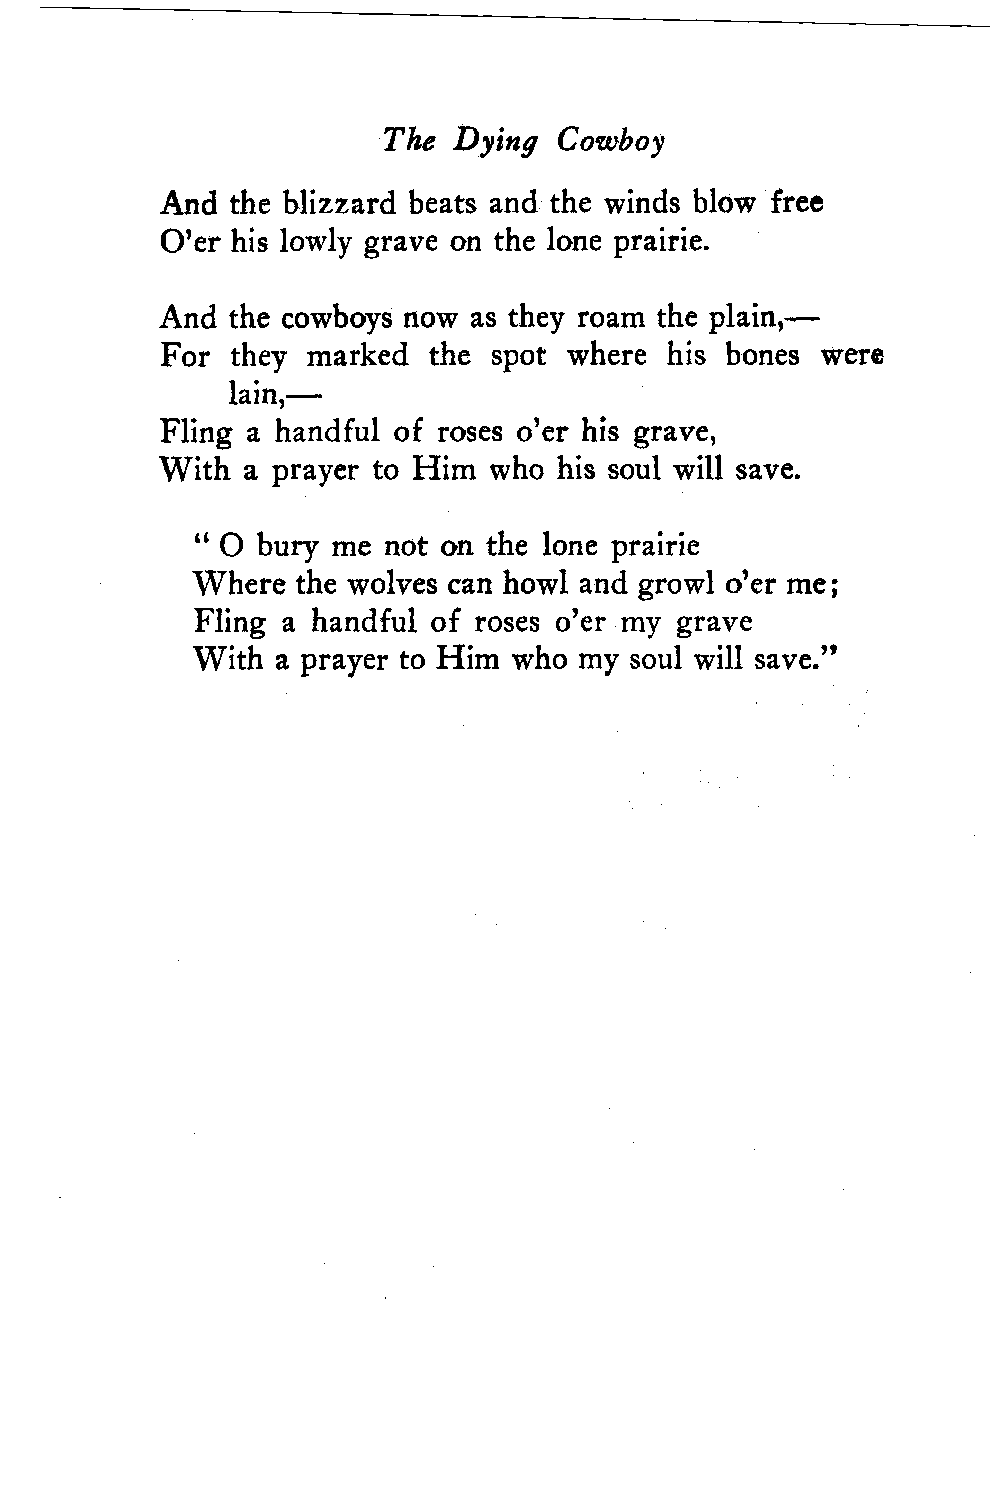 The Dying Cowboy
And the blizzard beats and the winds blow free
O'er his lowly grave on the lone prairie.
And the cowboys now as they roam the plain,—
For they marked the spot where his bones were
lain,—
Fling a handful of roses o'er his grave,
With a prayer to Him who his soul will save.
" O bury me not on the lone prairie
Where the wolves can howl and growl o'er me;
Fling a handful of roses o'er my grave
With a prayer to Him who my soul will save."